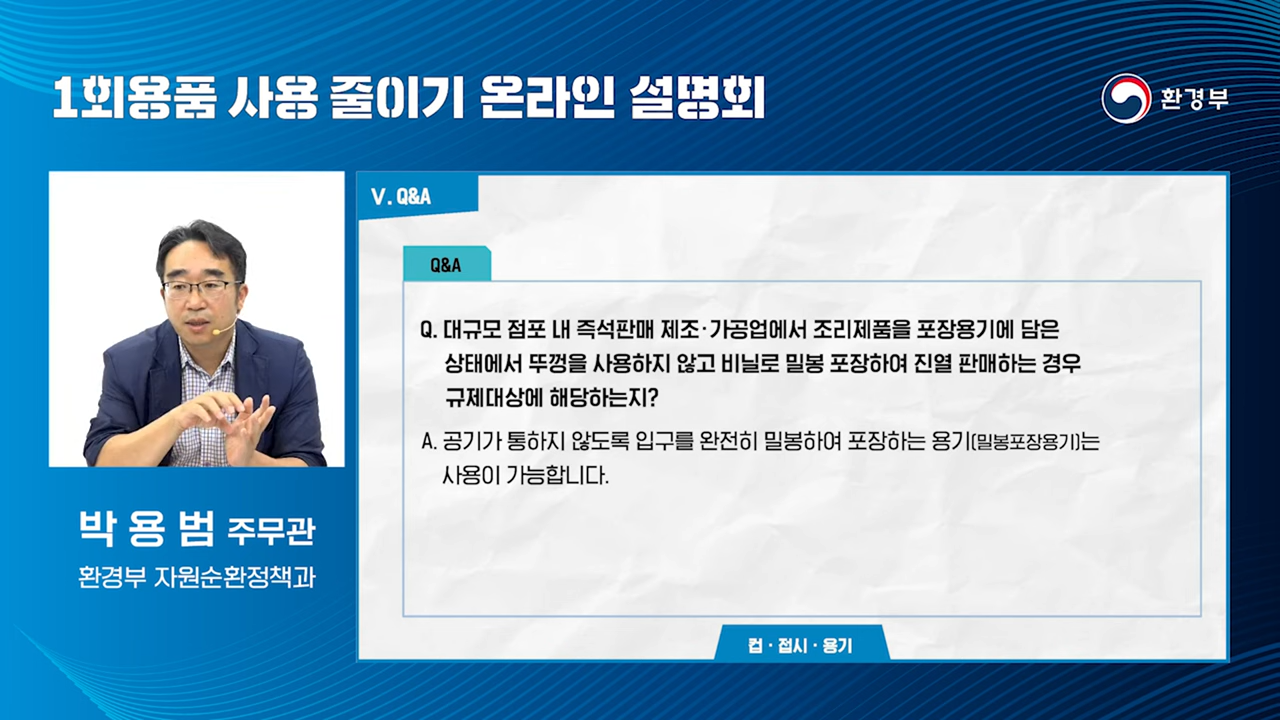 1회용품 사용 줄이기 온라인 설명회
환경부
Ⅴ. Q&A
Q&A
Q. 대규모 점포 내 즉석판매 제조·가공업에서 조리제품을 포장용기에 담은
상태에서 뚜껑을 사용하지 않고 비닐로 밀봉 포장하여 진열 판매하는 경우
규제대상에 해당하는지?
A. 공기가 통하지 않도록 입구를 완전히 밀봉하여 포장하는 용기(밀봉포장용기)는
사용이 가능합니다.
박용범 주무관
환경부 자원순환정책과
컵·접시·용기